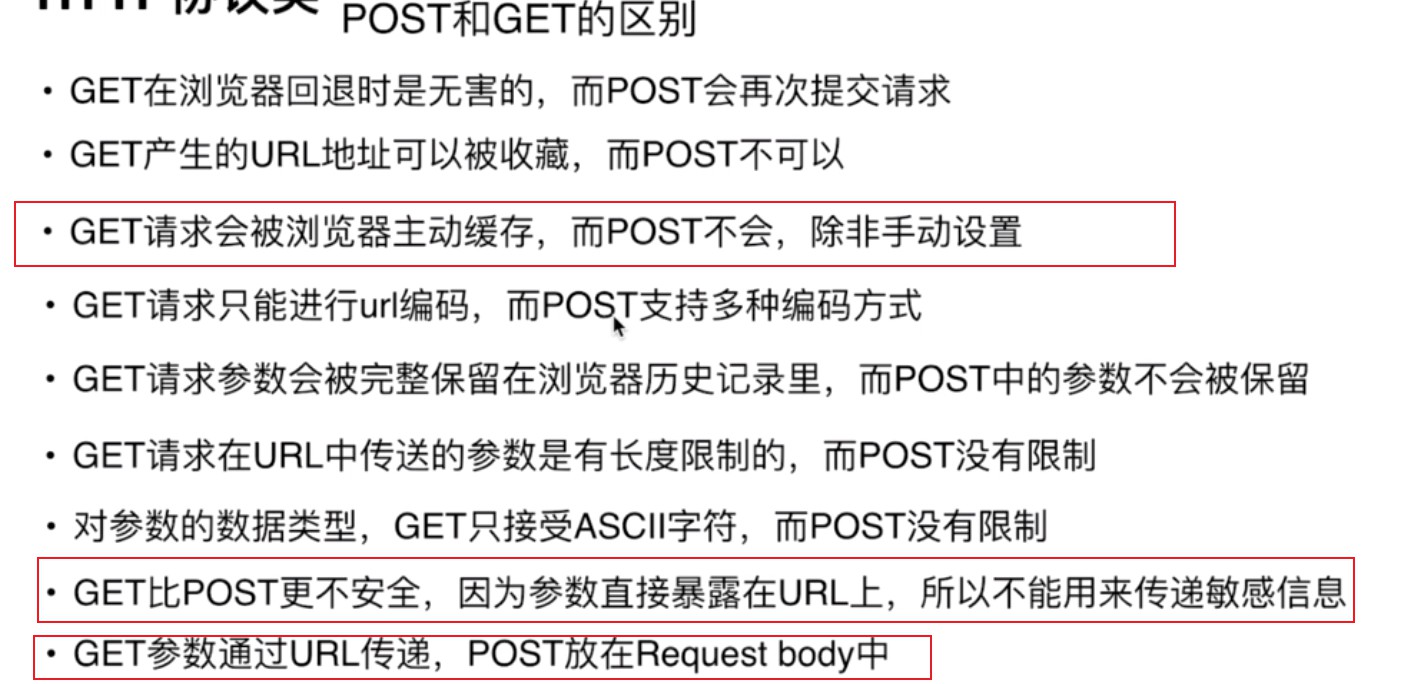 HTTP 协议类
POST和GET的区别
• GET在浏览器回退时是无害的，而POST会再次提交请求
• GET产生的URL地址可以被收藏，而POST不可以
• GET请求会被浏览器主动缓存，而POST不会，除非手动设置
• GET请求只能进行url编码，而POST支持多种编码方式
• GET请求参数会被完整保留在浏览器历史记录里，而POST中的参数不会被保留
• GET请求在URL中传送的参数是有长度限制的，而POST没有限制
• 对参数的数据类型，GET只接受ASCII字符，而POST没有限制
• GET比POST更不安全，因为参数直接暴露在URL上，所以不能用来传递敏感信息
• GET参数通过URL传递，POST放在Request body中